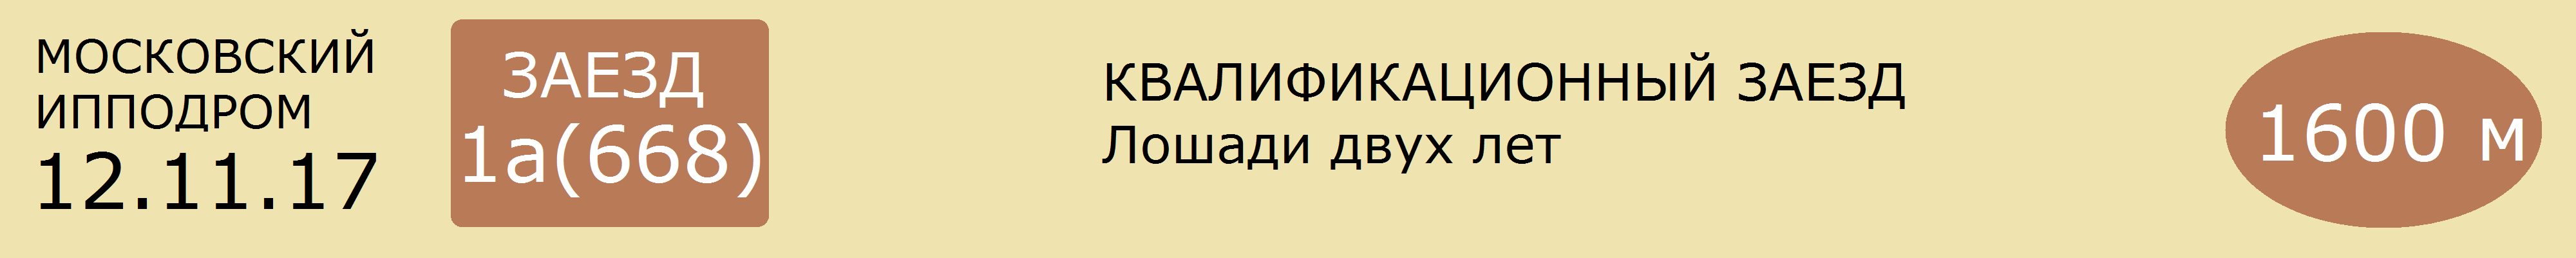 МОСКОВСКИЙ
ИППОДРОМ
12.11.17
ЗАЕЗД
1а(668)
КВАЛИФИКАЦИОННЫЙ ЗАЕЗД
Лошади двух лет
1600 м